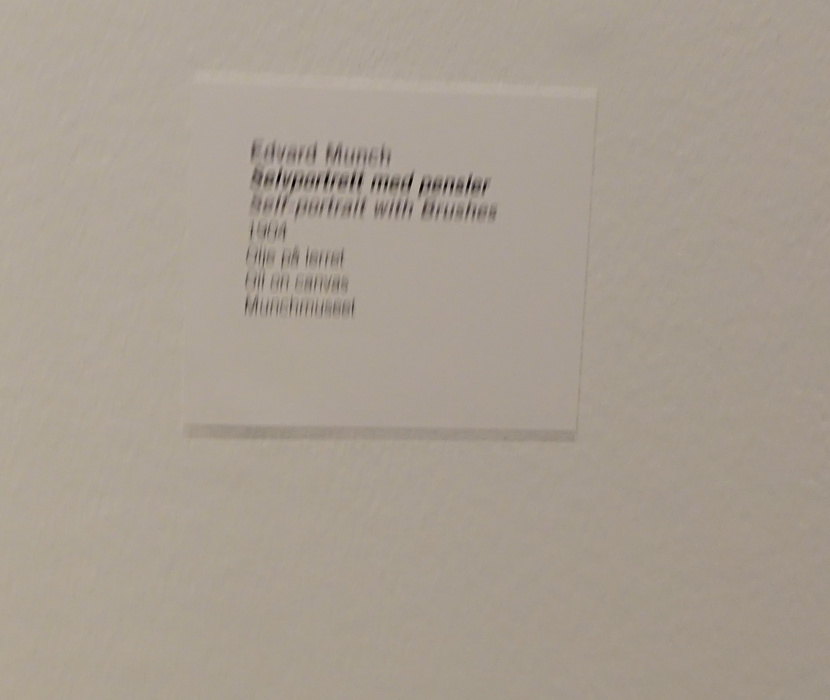 Edvard Munch
Selvportrett med pensler
Self-portrait with Brushes
1904
Olje på lerret
Oil on canvas
Munchmuseet